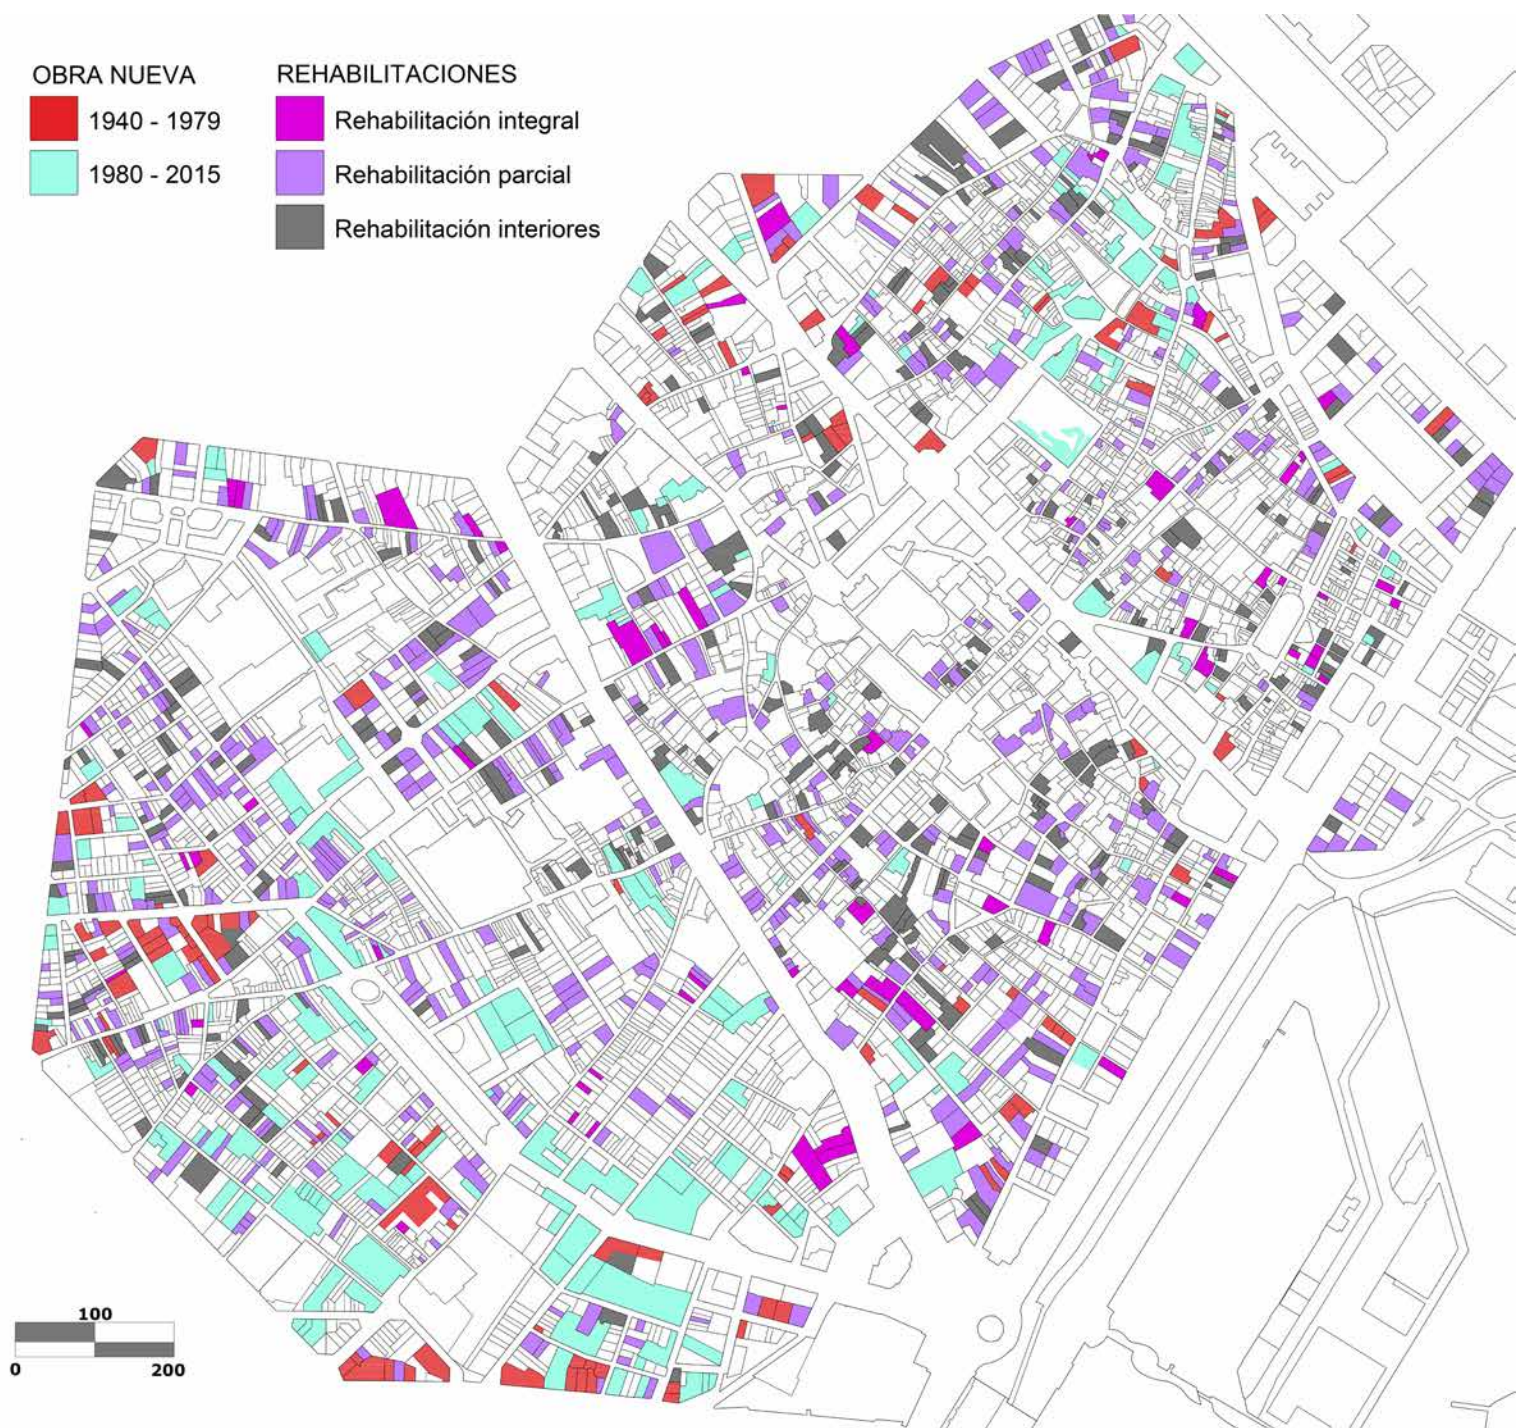 OBRA NUEVA
1940 - 1979
1980 - 2015
REHABILITACIONES
Rehabilitación integral
Rehabilitación parcial
Rehabilitación interiores
100
0
200